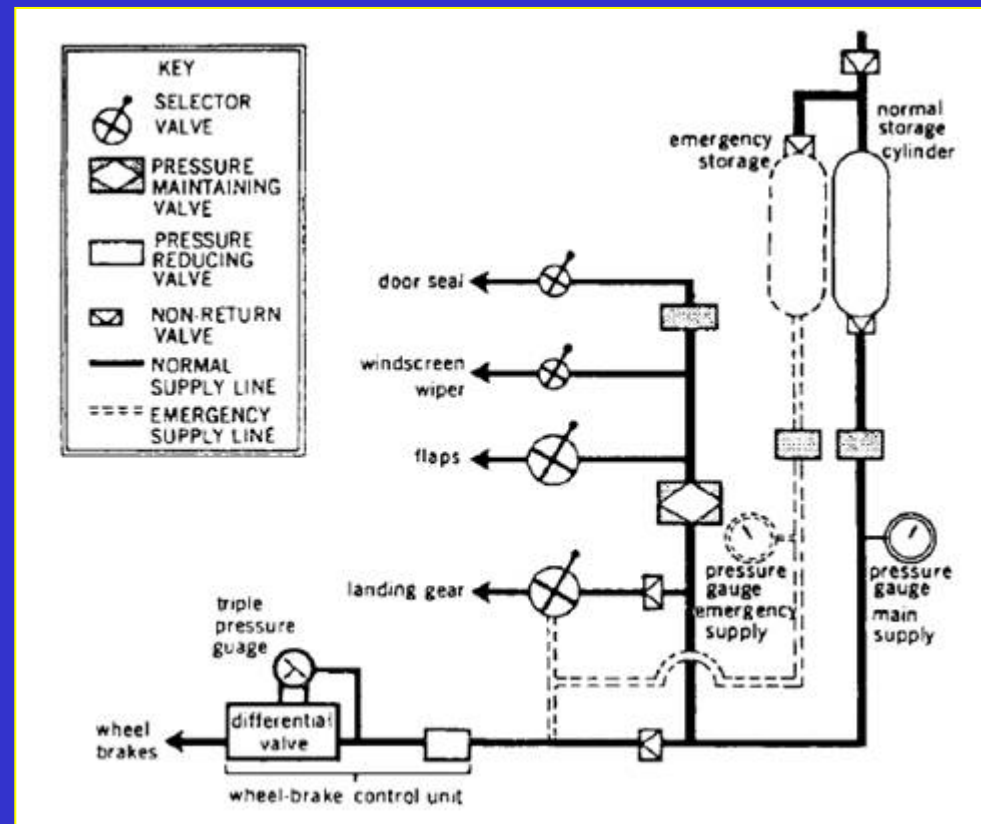 KEY
SELECTOR
VALVE
PRESSURE
MAINTAINING
VALVE
PRESSURE
REDUCING
VALVE
NON-RETURN
VALVE
NORMAL
SUPPLY LINE
EMERGENCY
SUPPLY LINE
normal
storage
cylinder
emergency
storage
door seal
windscreen
wiper
flaps
landing gear
pressure
gauge
emergency
supply
pressure
gauge
main
supply
triple
pressure
guage
differential
valve
wheel
brakes
wheel-brake control unit